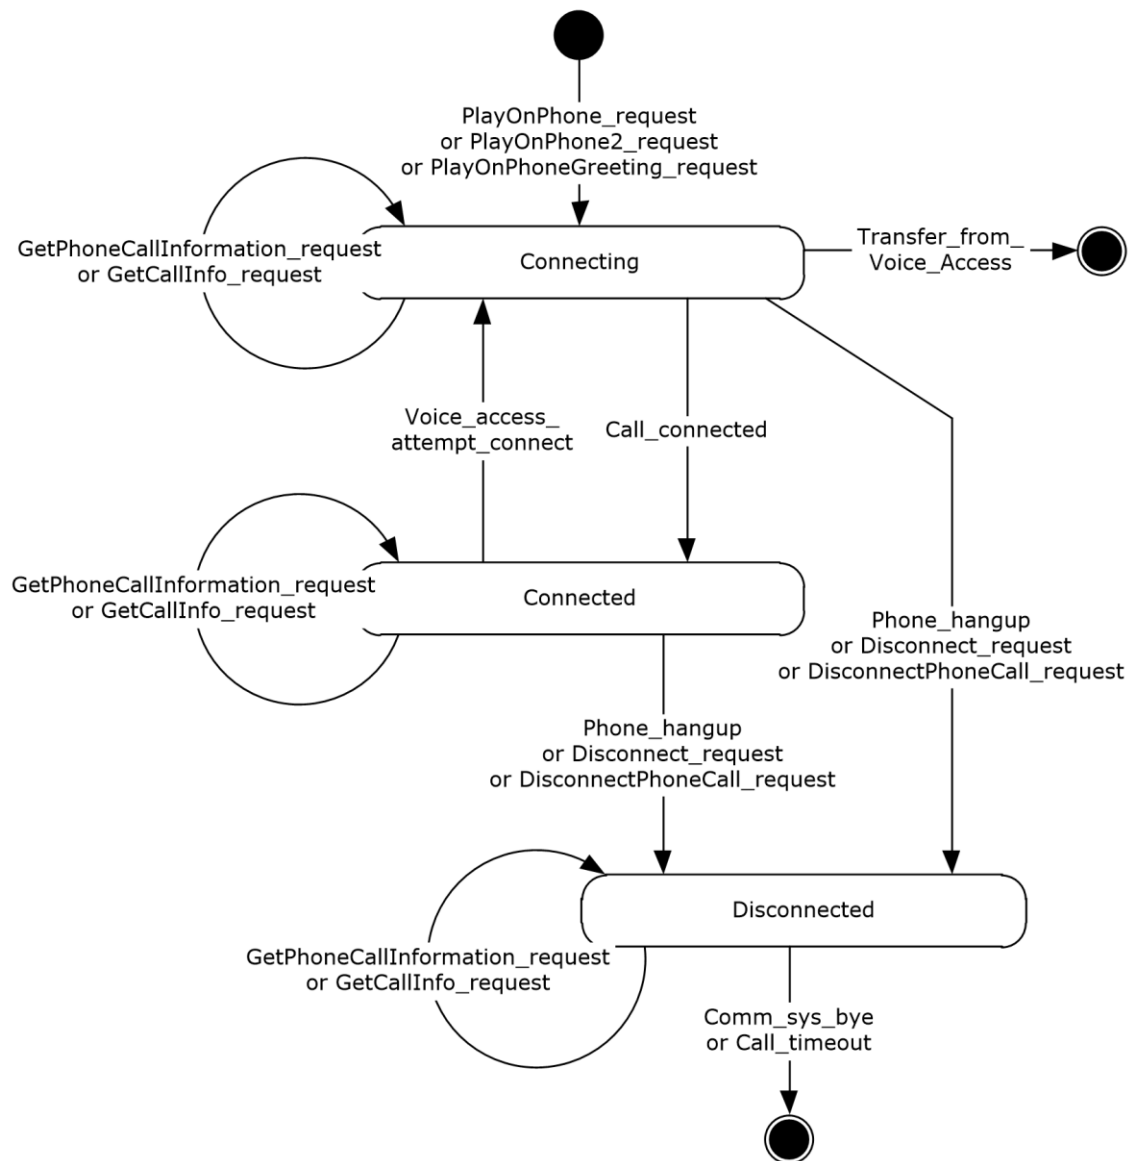 PlayOnPhone_request
or PlayOnPhone2_request
or PlayOnPhoneGreeting_request
GetPhoneCallInformation_request
or GetCallInfo_request
Connecting
Transfer_from_
Voice_Access
Voice_access_
attempt_connect
Call_connected
GetPhoneCallInformation_request
or GetCallInfo_request
Connected
Phone_hangup
or Disconnect_request
or DisconnectPhoneCall_request
Phone_hangup
or Disconnect_request
or DisconnectPhoneCall_request
Disconnected
GetPhoneCallInformation_request
or GetCallInfo_request
Comm_sys_bye
or Call_timeout